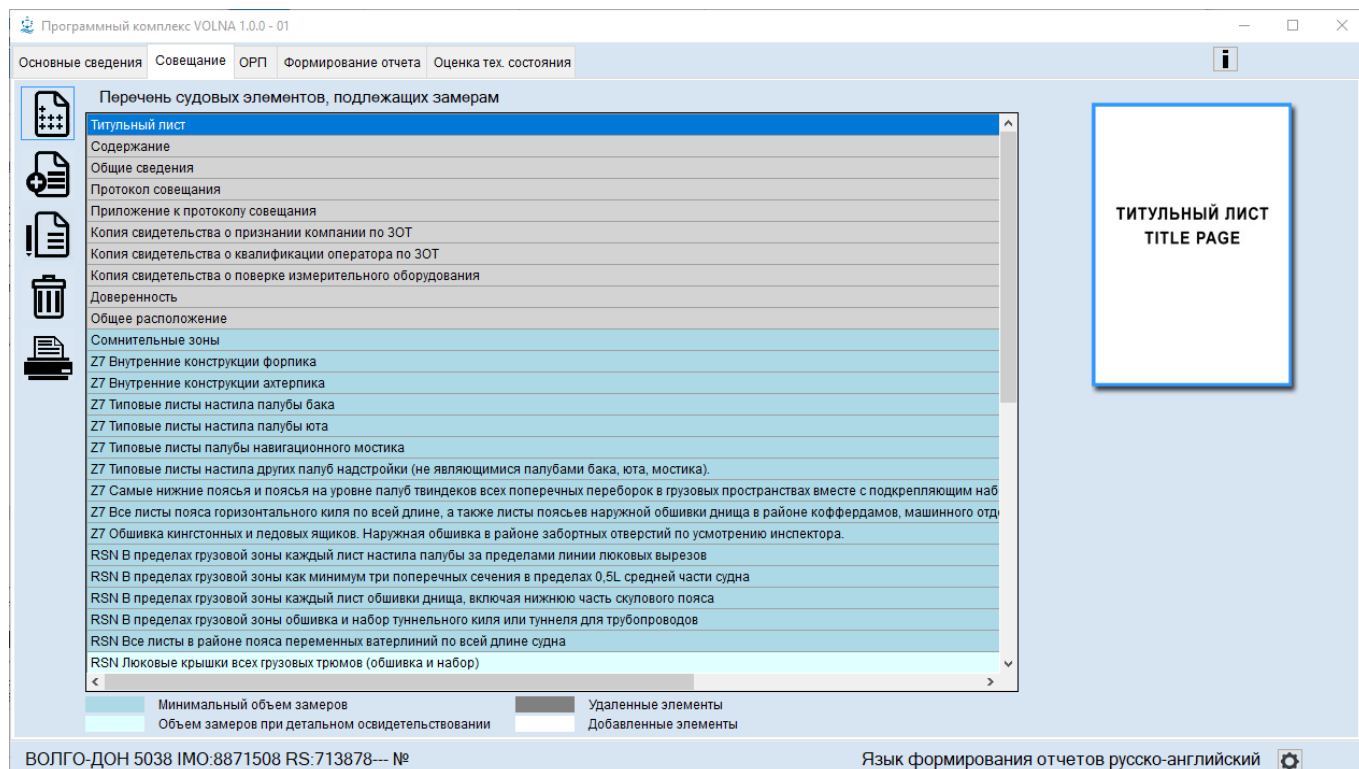 Программный комплекс VOLNA 1.0.0 - 01
Основные сведения Совещание ОРП Формирование отчета Оценка тех. состояния
Перечень судовых элементов, подлежащих замерам
Титульный лист
Содержание
Общие сведения
Протокол совещания
Приложение к протоколу совещания
Копия свидетельства о признании компании по ЗОТ
Копия свидетельства о квалификации оператора по ЗОТ
Копия свидетельства о поверке измерительного оборудования
Доверенность
Общее расположение
Сомнительные зоны
Z7 Внутренние конструкции форпика
Z7 Внутренние конструкции ахтерпика
Z7 Типовые листы настила палубы бака
Z7 Типовые листы настила палубы юта
Z7 Типовые листы палубы навигационного мостика
Z7 Типовые листы настила других палуб надстройки (не являющимися палубами бака, юта, мостика).
Z7 Самые нижние поясья и поясья на уровне палуб твиндеков всех поперечных переборок в грузовых пространствах вместе с подкрепляющим наб
Z7 Все листы пояса горизонтального киля по всей длине, а также листы поясьев наружной обшивки днища в районе коффердамов, машинного отд
Z7 Обшивка кингстонных и ледовых ящиков. Наружная обшивка в районе забортных отверстий по усмотрению инспектора.
RSN В пределах грузовой зоны каждый лист настила палубы за пределами линии люковых вырезов
RSN В пределах грузовой зоны как минимум три поперечных сечения в пределах 0,5L средней части судна
RSN В пределах грузовой зоны каждый лист обшивки днища, включая нижнюю часть скулового пояса
RSN В пределах грузовой зоны обшивка и набор туннельного киля или туннеля для трубопроводов
RSN Все листы в районе пояса переменных ватерлиний по всей длине судна
RSN Люковые крышки всех грузовых трюмов (обшивка и набор)
ТИТУЛЬНЫЙ ЛИСТ
TITLE PAGE
Минимальный объем замеров
Удаленные элементы
Объем замеров при детальном освидетельствовании
Добавленные элементы
ВОЛГО-ДОН 5038 IMO:8871508 RS:713878--- №
Язык формирования отчетов русско-английский